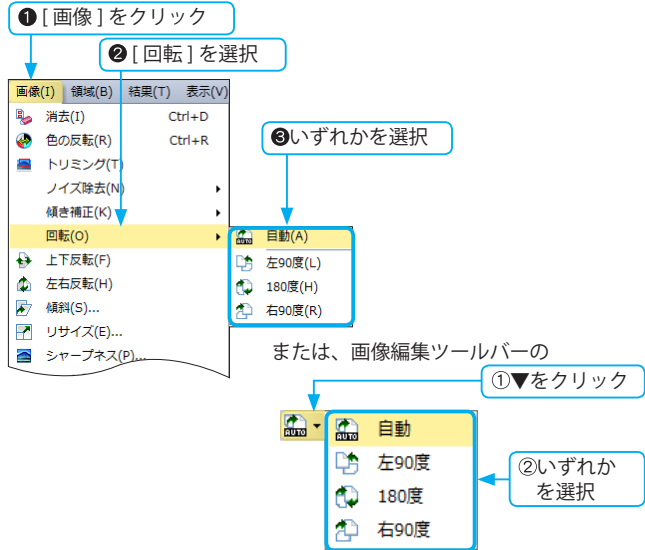 ❶[画像]をクリック
❷[回転]を選択
画像(I) 領域(B) 結果(T) 表示(V)
消去(I) Ctrl+D
色の反転(R) Ctrl+R
トリミング(T)
ノイズ除去(N)
傾き補正(K)
回転(O)
上下反転(F)
左右反転(H)
傾斜(S)...
リサイズ(E)...
シャープネス(P)...
❸いずれかを選択
AUTO 自動(A)
左90度(L)
180度(H)
右90度(R)
または、画像編集ツールバーの
①▼をクリック
AUTO
AUTO 自動
左90度
180度
右90度
②いずれか
を選択